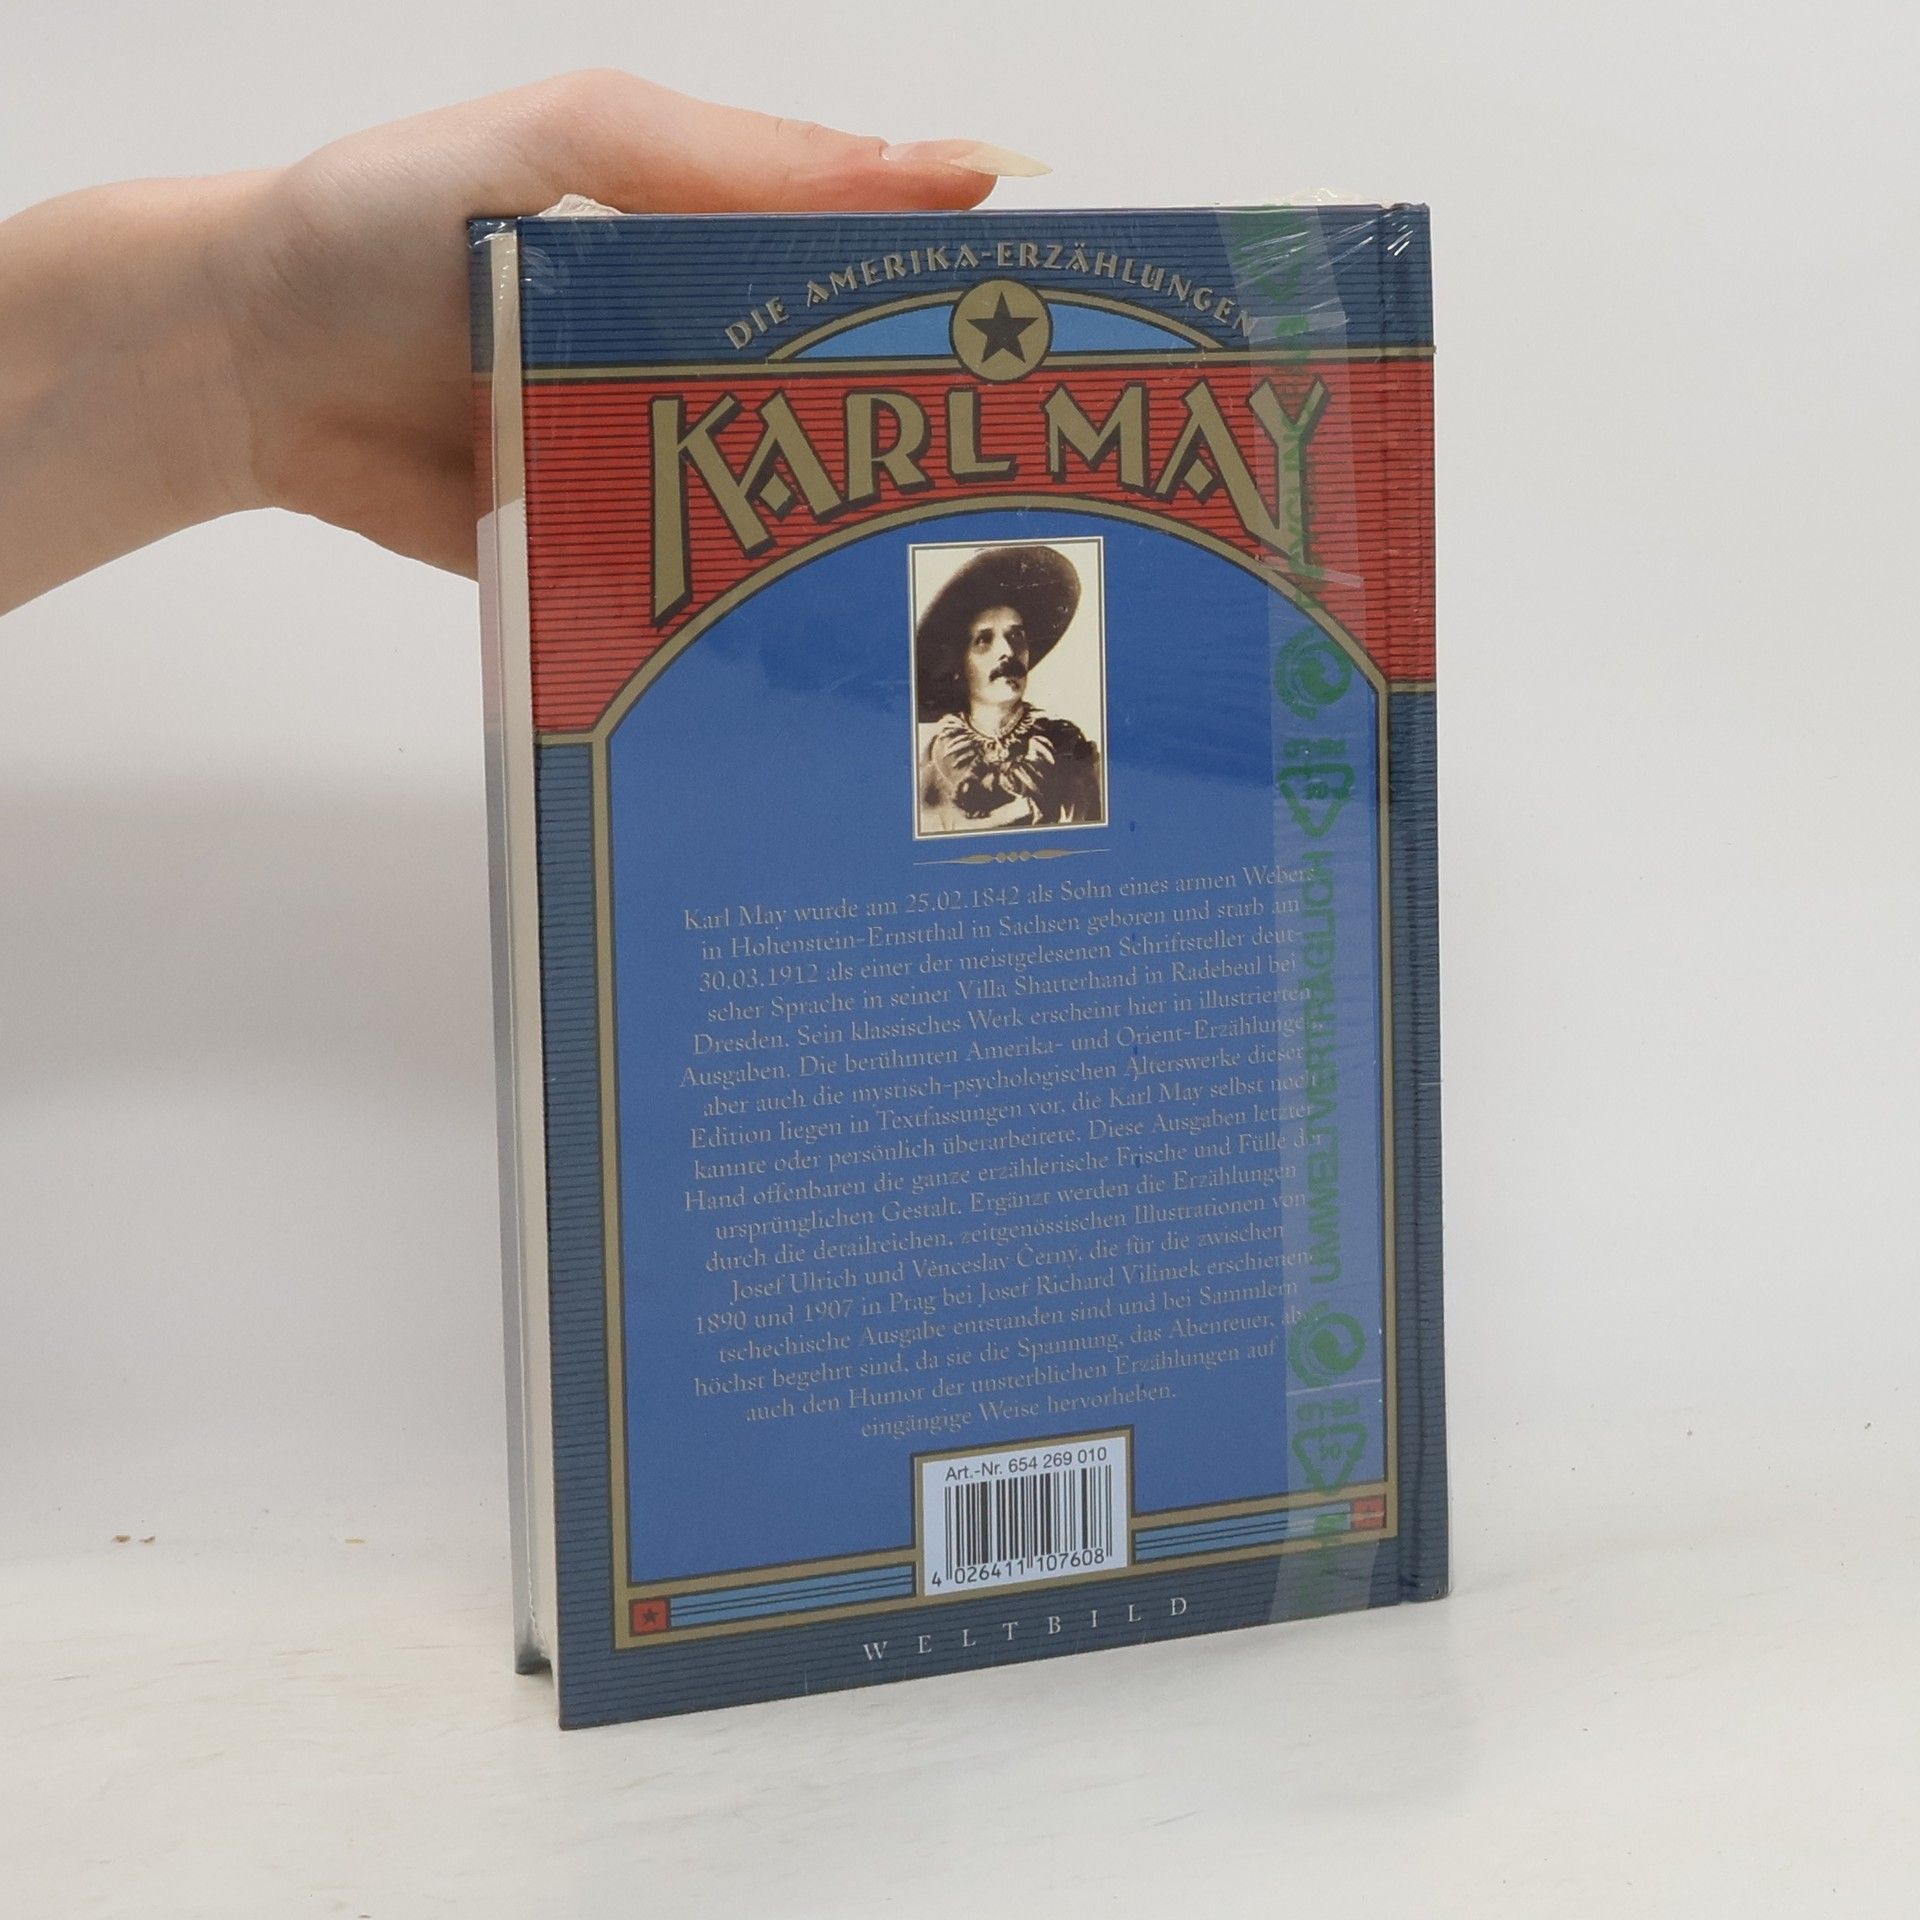 DIE AMERIKA-ERZÄHLUNGEN
KARL MAY
Karl May wurde am 25.02.1842 als Sohn eines armen Webers
in Hohenstein-Ernstthal in Sachsen geboren und starb am
30.03.1912 als einer der meistgelesenen Schriftsteller deut-
scher Sprache in seiner Villa Shatterhand in Radebeul bei
Dresden. Sein klassisches Werk erscheint hier in illustrierten
Ausgaben. Die berühmten Amerika- und Orient-Erzählungen
aber auch die mystisch-psychologischen Alterswerke dieser
Edition liegen in Textfassungen vor, die Karl May selbst noch
kannte oder persönlich überarbeitete. Diese Ausgaben letzter
Hand offenbaren die ganze erzählerische Frische und Fülle der
ursprünglichen Gestalt. Ergänzt werden die Erzählungen
durch die detailreichen, zeitgenössischen Illustrationen von
Josef Ulrich und Vènceslav Černy, die für die zwischen
1890 und 1907 in Prag bei Josef Richard Vilimek erschienen
tschechische Ausgabe entstanden sind und bei Sammlern
höchst begehrt sind, da sie die Spannung, das Abenteuer, aber
auch den Humor der unsterblichen Erzählungen auf
eingängige Weise hervorheben.
Art.-Nr. 654 269 010
4 026411 107608
WELTBILD
UMWELTVERTRÄGLICH